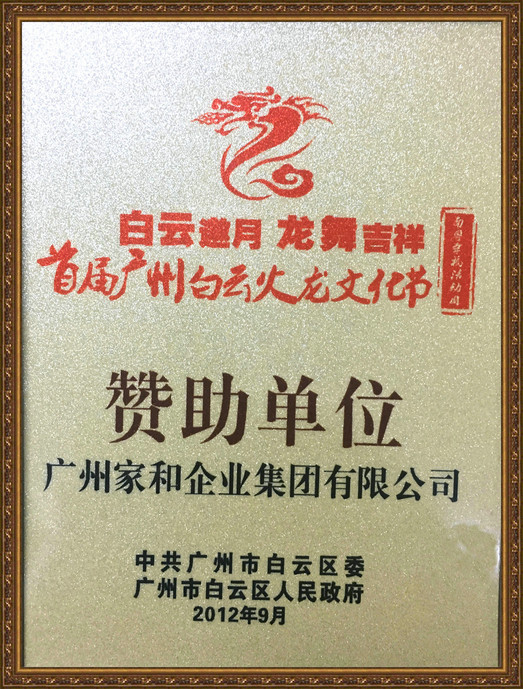 白云邀月 龙舞吉祥
首届广州白云火龙文化节
赞助单位
广州家和企业集团有限公司
中共广州市白云区委
广州市白云区人民政府
2012年9月